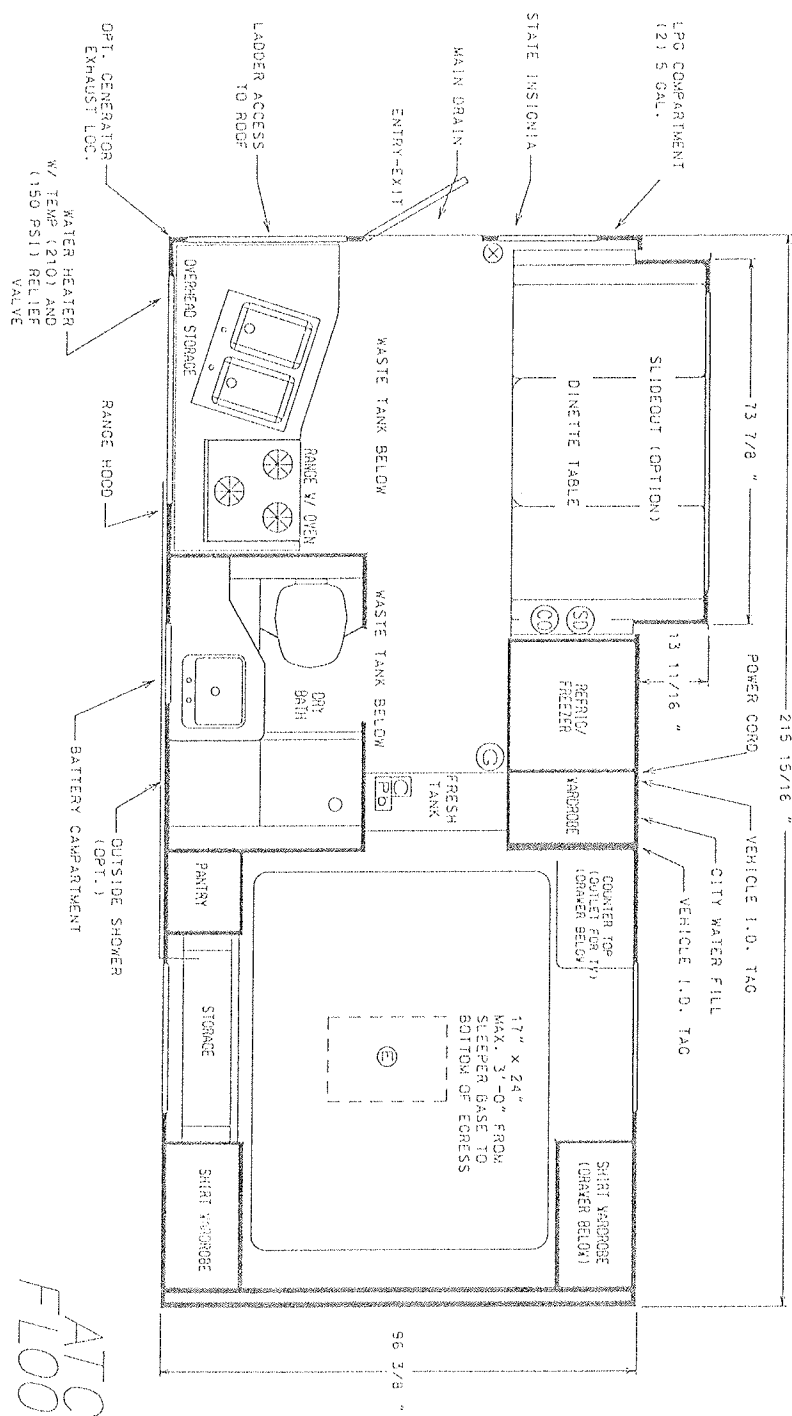 LPG COMPARTMENT
(2) 5 GAL.
STATE INSIGNIA
MAIN DRAIN
ENTRY-EXIT
LADDER ACCESS
TO ROOF
OPT. GENERATOR
EXHAUST LOC.
WATER HEATER
W/ TEMP (210) AND
(150 PSI) RELIEF
VALVE
RANGE HOOD
BATTERY CAMPARTMENT
OUTSIDE SHOWER
(OPT.)
215 15/16 "
73 7/8 "
13 11/16 "
POWER CORD
VEHICLE I.D. TAG
CITY WATER FILL
VEHICLE I.D. TAG
SLIDEOUT (OPTION)
DINETTE TABLE
X
CO
SD
REFRIG/
FREEZER
WARDROBE
G
WASTE TANK BELOW
WASTE TANK BELOW
OVERHEAD STORAGE
RANGE W/ OVEN
DRY
BATH
FRESH
TANK
C
Pb
COUNTER TOP
(OUTLET FOR TV)
(DRAWER BELOW)
17" X 24"
MAX. 3'-0" FROM
SLEEPER BASE TO
BOTTOM OF EGRESS
E
PANTRY
STORAGE
SHIRT WARDROBE
SHIRT WARDROBE
(DRAWER BELOW)
96 3/8 "
ATC
FLOO